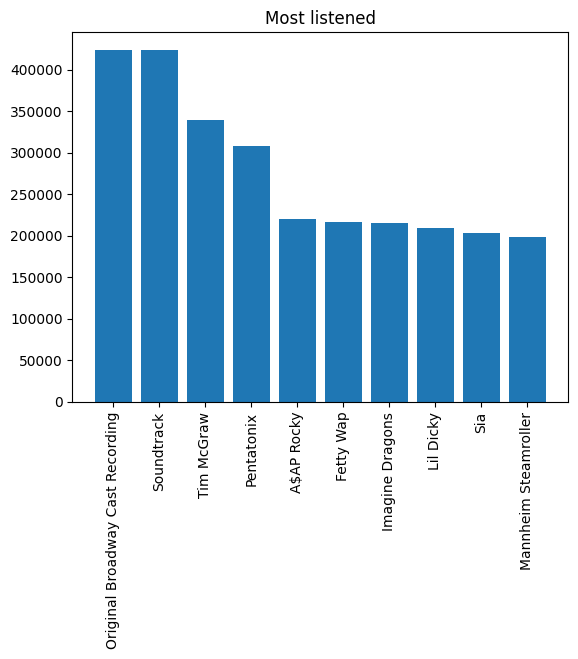 Most listened
400000
350000
300000
250000
200000
150000
100000
50000
0
Original Broadway Cast Recording
Soundtrack
Tim McGraw
Pentatonix
A$AP Rocky
Fetty Wap
Imagine Dragons
Lil Dicky
Sia
Mannheim Steamroller